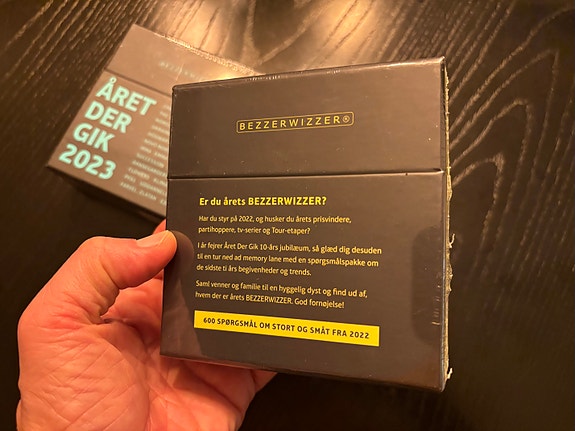 BEZZERWIZZER
ÅRET
DER
GIK
2023
BEZZERWIZZER®
Er du årets BEZZERWIZZER?
Har du styr på 2022, og husker du årets prisvindere,
partihoppere, tv-serier og Tour-etaper?
I år fejrer Året Der Gik 10-års jubilæum, så glæd dig desuden
til en tur ned ad memory lane med en spørgsmålspakke om
de sidste ti års begivenheder og trends.
Saml venner og familie til en hyggelig dyst og find ud af,
hvem der er årets BEZZERWIZZER. God fornøjelse!
600 SPØRGSMÅL OM STORT OG SMÅT FRA 2022